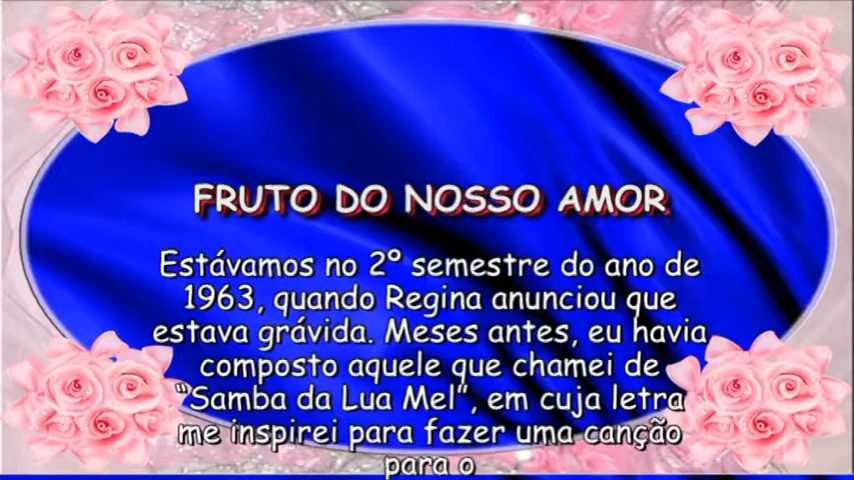 FRUTO DO NOSSO AMOR
Estávamos no 2º semestre do ano de
1963, quando Regina anunciou que
estava grávida. Meses antes, eu havia
composto aquele que chamei de
“Samba da Lua Mel”, em cuja letra
me inspirei para fazer uma canção
para o